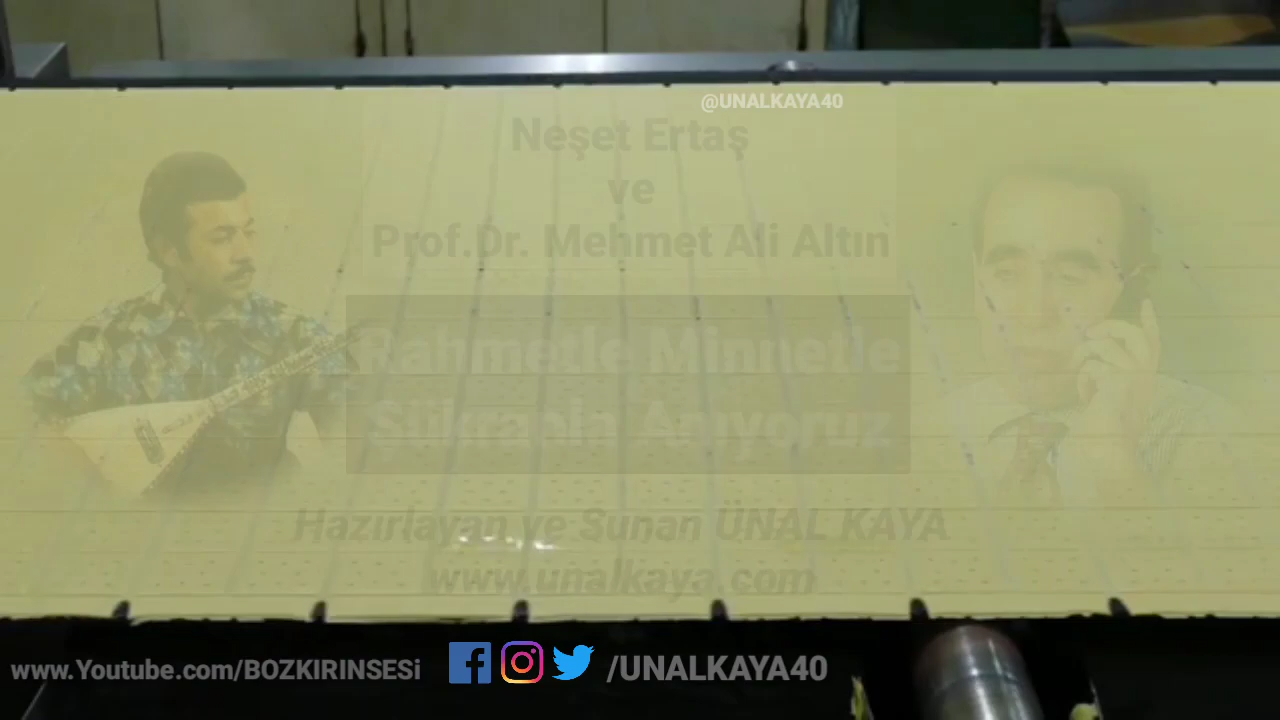 @UNALKAYA40
Neşet Ertaş
ve
Prof.Dr. Mehmet Ali Altın
Rahmetle Minnetle
Şükranla Anıyoruz
Hazırlayan ve Sunan ÜNAL KAYA
www.unalkaya.com
www.Youtube.com/BOZKIRINSESi
/UNALKAYA40